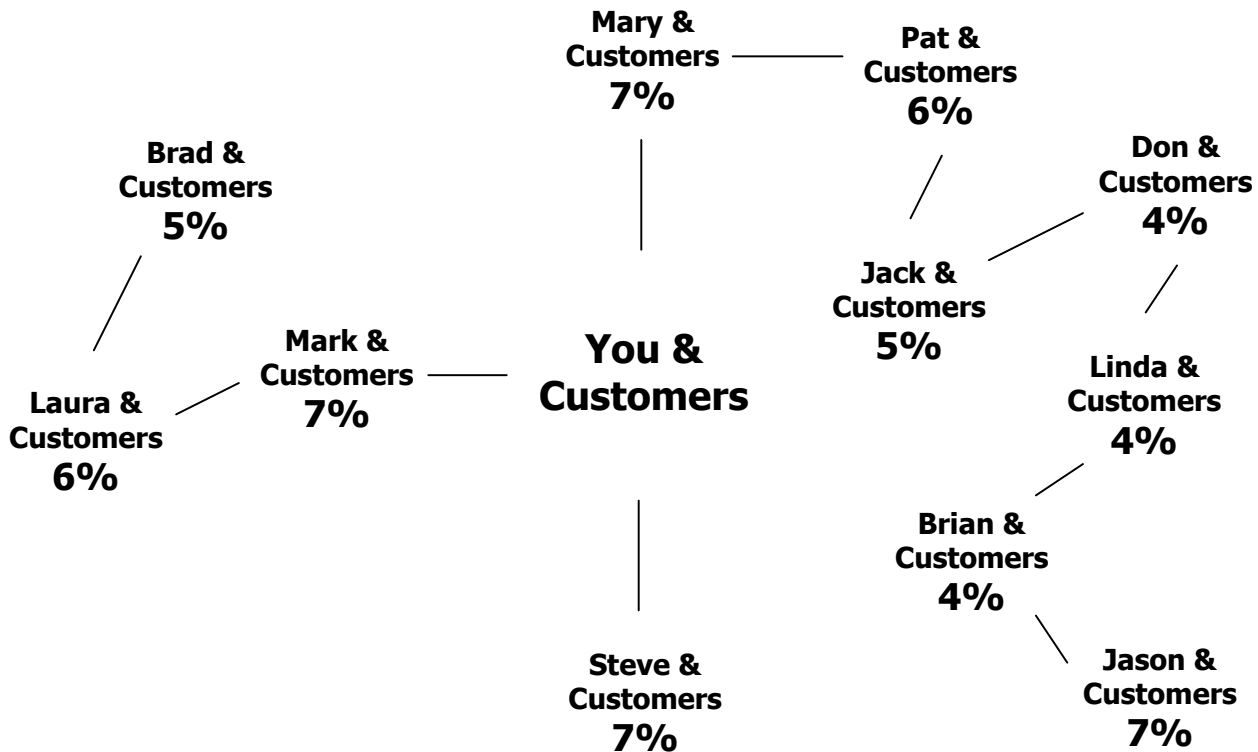 Mary &
Customers
7%
Pat &
Customers
6%
Brad &
Customers
5%
Don &
Customers
4%
Jack &
Customers
5%
Mark &
Customers
7%
You &
Customers
Laura &
Customers
6%
Linda &
Customers
4%
Brian &
Customers
4%
Steve &
Customers
7%
Jason &
Customers
7%